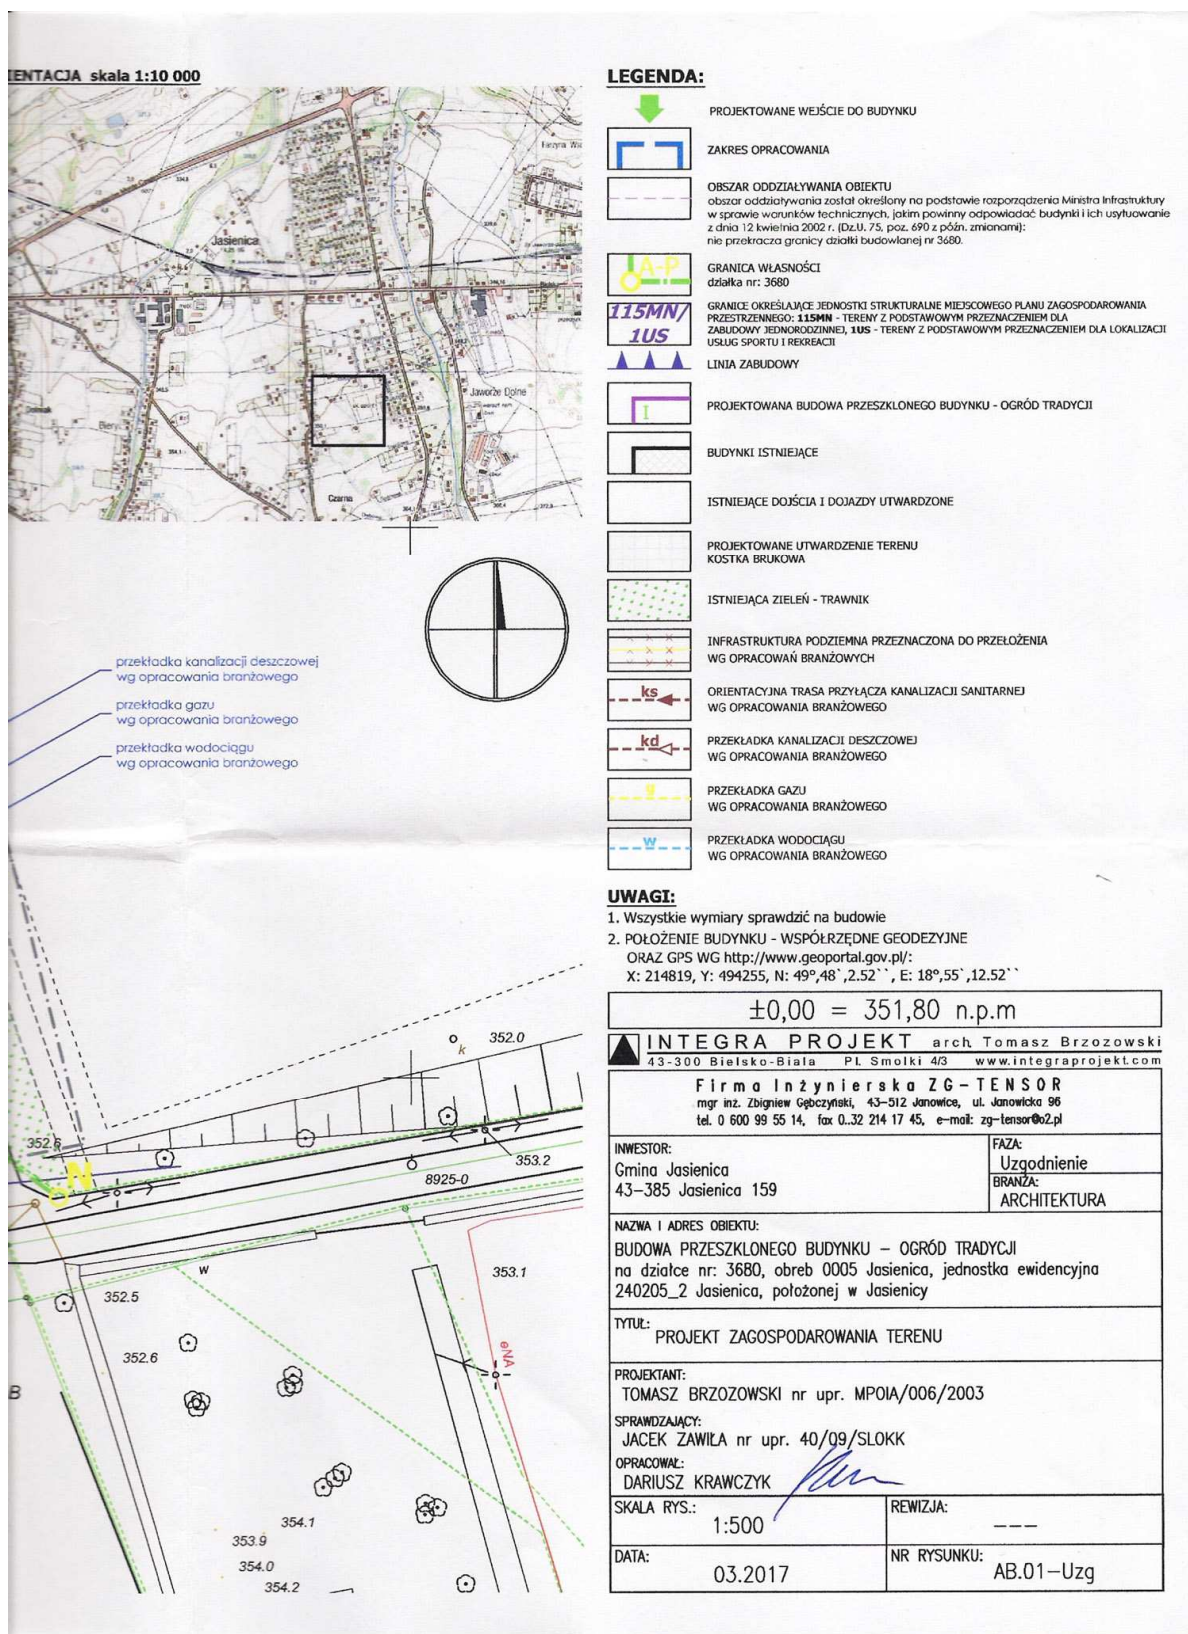 IENTACJA skala 1:10 000
Jasienica
Jaworze Dolne
Czarna
przekładka kanalizacji deszczowej
wg opracowania branżowego
przekładka gazu
wg opracowania branżowego
przekładka wodociągu
wg opracowania branżowego
352.0
k
352.6
N
353.2
8925-0
w
352.5
353.1
352.6
eNA
B
354.1
353.9
354.0
354.2
LEGENDA:
PROJEKTOWANE WEJŚCIE DO BUDYNKU
ZAKRES OPRACOWANIA
OBSZAR ODDZIAŁYWANIA OBIEKTU
obszar oddziaływania został określony na podstawie rozporządzenia Ministra Infrastruktury
w sprawie warunków technicznych, jakim powinny odpowiadać budynki i ich usytuowanie
z dnia 12 kwietnia 2002 r. (Dz.U. 75, poz. 690 z późn. zmianami):
nie przekracza granicy działki budowlanej nr 3680.
A-P
GRANICA WŁASNOŚCI
działka nr: 3680
115MN/
1US
GRANICE OKREŚLAJĄCE JEDNOSTKI STRUKTURALNE MIEJSCOWEGO PLANU ZAGOSPODAROWANIA
PRZESTRZENNEGO: 115MN - TERENY Z PODSTAWOWYM PRZEZNACZENIEM DLA
ZABUDOWY JEDNORODZINNEJ, 1US - TERENY Z PODSTAWOWYM PRZEZNACZENIEM DLA LOKALIZACJI
USŁUG SPORTU I REKREACJI
LINIA ZABUDOWY
I
PROJEKTOWANA BUDOWA PRZESZKLONEGO BUDYNKU - OGRÓD TRADYCJI
BUDYNKI ISTNIEJĄCE
ISTNIEJĄCE DOJŚCIA I DOJAZDY UTWARDZONE
PROJEKTOWANE UTWARDZENIE TERENU
KOSTKA BRUKOWA
ISTNIEJĄCA ZIELEŃ - TRAWNIK
INFRASTRUKTURA PODZIEMNA PRZEZNACZONA DO PRZEŁOŻENIA
WG OPRACOWAŃ BRANŻOWYCH
ks
ORIENTACYJNA TRASA PRZYŁĄCZA KANALIZACJI SANITARNEJ
WG OPRACOWANIA BRANŻOWEGO
kd
PRZEKŁADKA KANALIZACJI DESZCZOWEJ
WG OPRACOWANIA BRANŻOWEGO
g
PRZEKŁADKA GAZU
WG OPRACOWANIA BRANŻOWEGO
w
PRZEKŁADKA WODOCIĄGU
WG OPRACOWANIA BRANŻOWEGO
UWAGI:
1. Wszystkie wymiary sprawdzić na budowie
2. POŁOŻENIE BUDYNKU - WSPÓŁRZĘDNE GEODEZYJNE
ORAZ GPS WG http://www.geoportal.gov.pl/:
X: 214819, Y: 494255, N: 49°,48`,2.52``, E: 18°,55`,12.52``
±0,00 = 351,80 n.p.m
INTEGRA PROJEKT arch. Tomasz Brzozowski
43-300 Bielsko-Biała Pl. Smolki 4/3 www.integraprojekt.com
Firma Inżynierska ZG-TENSOR
mgr inż. Zbigniew Gębczyński, 43-512 Janowice, ul. Janowicka 96
tel. 0 600 99 55 14, fax 0..32 214 17 45, e-mail: zg-tensor@o2.pl
INWESTOR:
Gmina Jasienica
43-385 Jasienica 159
FAZA:
Uzgodnienie
BRANŻA:
ARCHITEKTURA
NAZWA I ADRES OBIEKTU:
BUDOWA PRZESZKLONEGO BUDYNKU - OGRÓD TRADYCJI
na działce nr: 3680, obreb 0005 Jasienica, jednostka ewidencyjna
240205_2 Jasienica, położonej w Jasienicy
TYTUŁ:
PROJEKT ZAGOSPODAROWANIA TERENU
PROJEKTANT:
TOMASZ BRZOZOWSKI nr upr. MPOIA/006/2003
SPRAWDZAJĄCY:
JACEK ZAWIŁA nr upr. 40/09/SLOKK
OPRACOWAŁ:
DARIUSZ KRAWCZYK
SKALA RYS.:
1:500
REWIZJA:
---
DATA:
03.2017
NR RYSUNKU:
AB.01-Uzg